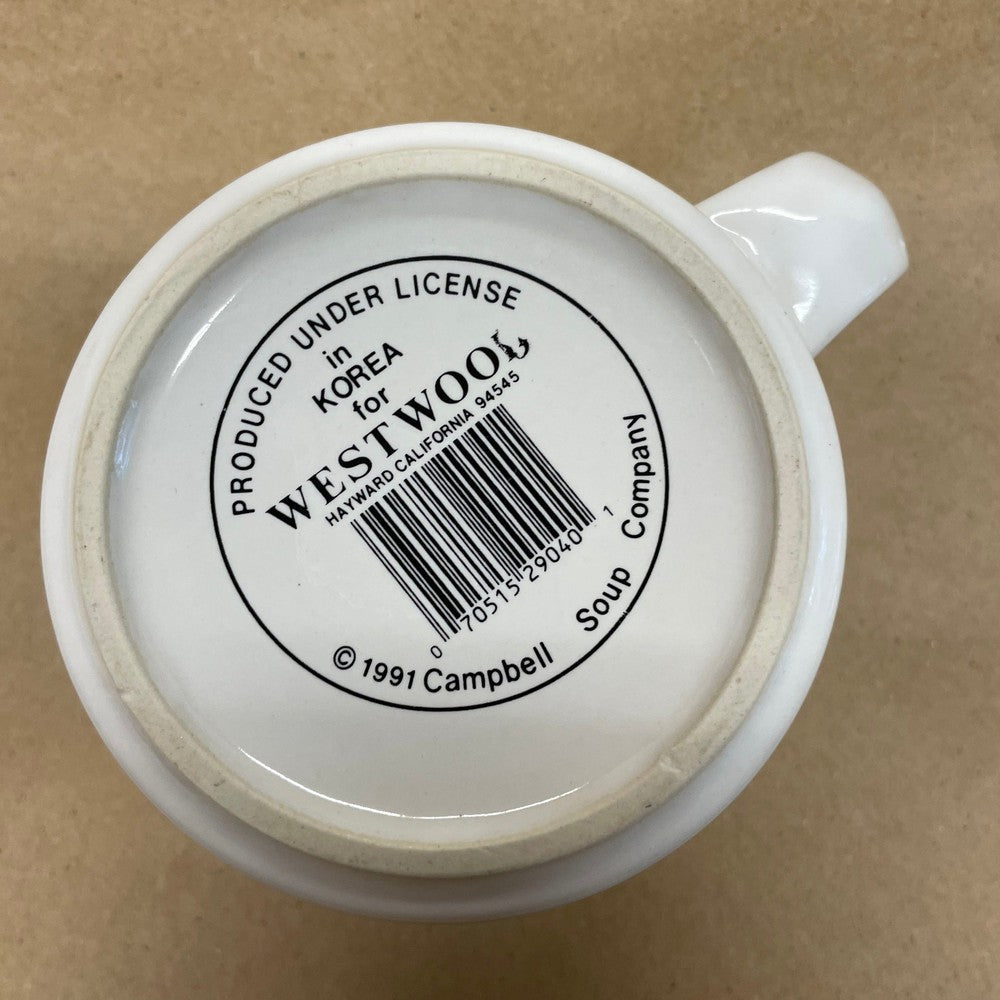 PRODUCED UNDER LICENSE
in
KOREA
for
WESTWOOD
HAYWARD CALIFORNIA 94545
0 70515 29040 1
© 1991 Campbell Soup Company